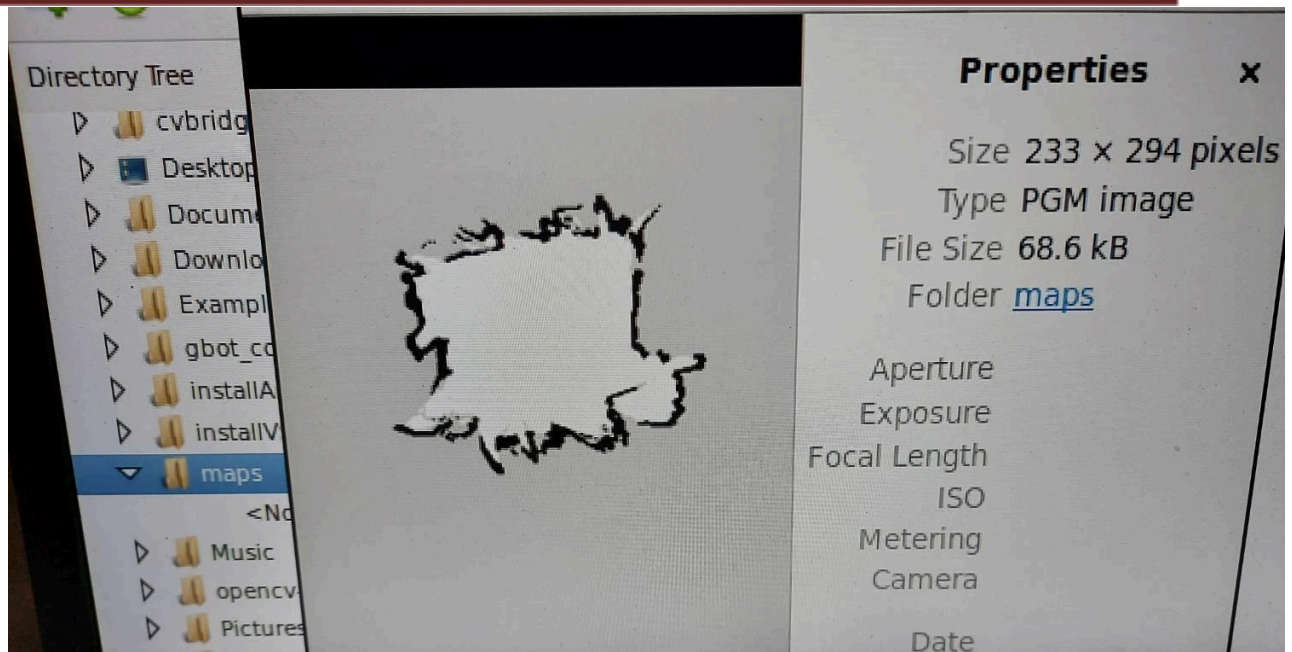 Directory Tree
cvbridg
Desktop
Docume
Downlo
Exampl
gbot_co
installA
installV
maps
<No
Music
opencv-
Pictures
Properties x
Size 233 × 294 pixels
Type PGM image
File Size 68.6 kB
Folder maps
Aperture
Exposure
Focal Length
ISO
Metering
Camera
Date